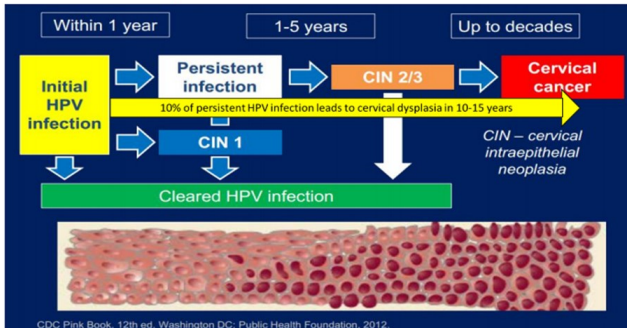 Within 1 year
1-5 years
Up to decades
Initial
HPV
infection
Persistent
infection
CIN 2/3
Cervical
cancer
10% of persistent HPV infection leads to cervical dysplasia in 10-15 years
CIN 1
CIN – cervical
intraepithelial
neoplasia
Cleared HPV infection
CDC Pink Book, 12th ed. Washington DC: Public Health Foundation, 2012.